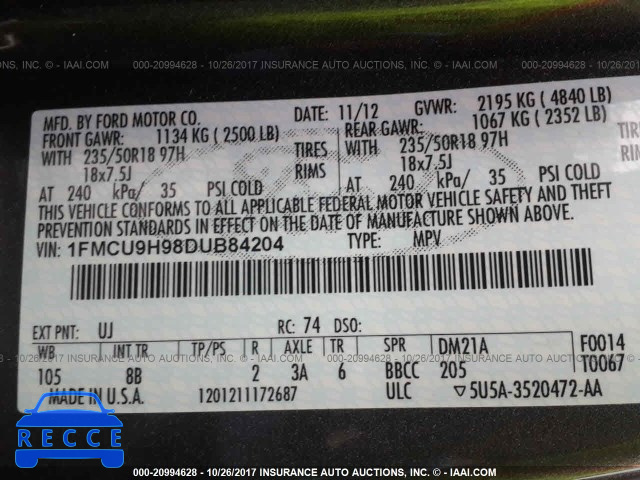 000-20994628 - 10/26/2017 INSURANCE AUTO AUCTIONS, INC. - © IAAI.COM
MFD. BY FORD MOTOR CO.
DATE: 11/12 GVWR: 2195 KG ( 4840 LB)
FRONT GAWR: 1134 KG ( 2500 LB)
REAR GAWR: 1067 KG ( 2352 LB)
WITH 235/50R18 97H TIRES
WITH 235/50R18 97H TIRES
18x7.5J RIMS
18x7.5J RIMS
AT 240 kPa/ 35 PSI COLD
AT 240 kPa/ 35 PSI COLD
THIS VEHICLE CONFORMS TO ALL APPLICABLE FEDERAL MOTOR VEHICLE SAFETY AND THEFT
PREVENTION STANDARDS IN EFFECT ON THE DATE OF MANUFACTURE SHOWN ABOVE.
VIN: 1FMCU9H98DUB84204
TYPE: MPV
EXT PNT: UJ RC: 74 DSO:
WB INT TR TP/PS R AXLE TR SPR DM21A F0014
105 8B 2 3A 6 BBCC 205 T0067
MADE IN U.S.A. 1201211172687 ULC ▽5U5A-3520472-AA
RECCE
000-20994628 - 10/26/2017 INSURANCE AUTO AUCTIONS, INC. - © IAAI.COM